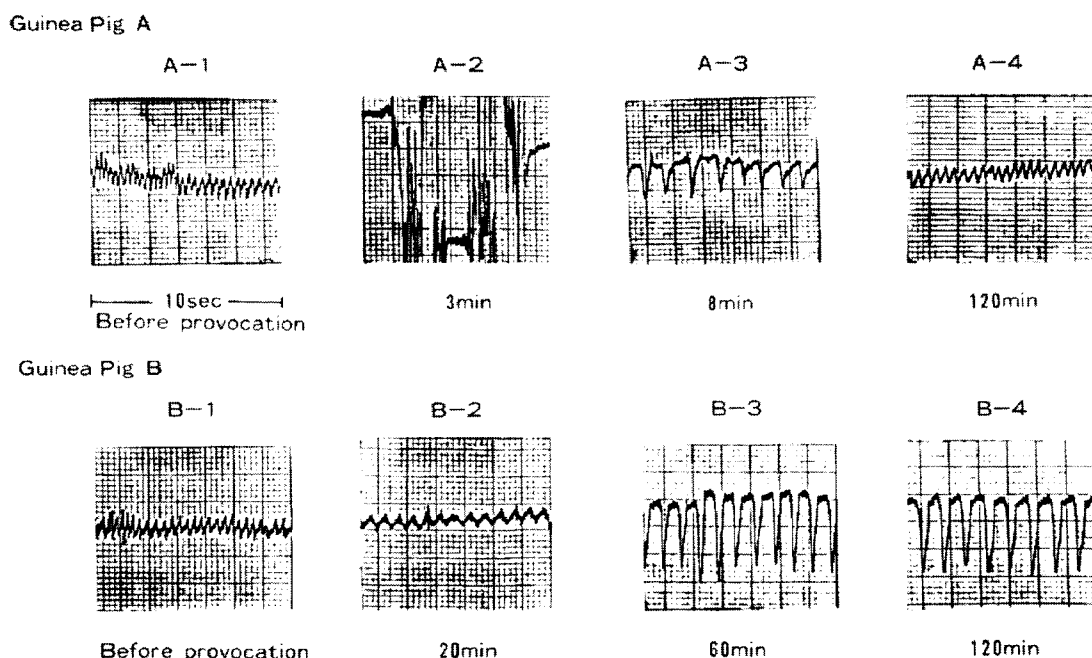 Guinea Pig A
A-1 A-2 A-3 A-4
10sec 3min 8min 120min
Before provocation
Guinea Pig B
B-1 B-2 B-3 B-4
Before provocation 20min 60min 120min